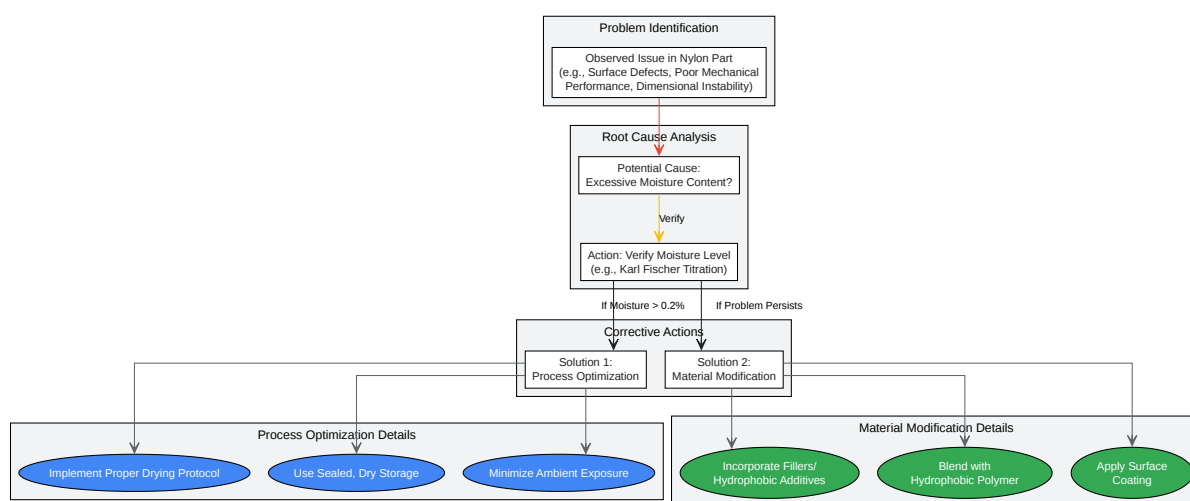 Problem Identification
Observed Issue in Nylon Part
(e.g., Surface Defects, Poor Mechanical
Performance, Dimensional Instability)
Root Cause Analysis
Potential Cause:
Excessive Moisture Content?
Verify
Action: Verify Moisture Level
(e.g., Karl Fischer Titration)
If Moisture > 0.2%
If Problem Persists
Corrective Actions
Solution 1:
Process Optimization
Solution 2:
Material Modification
Process Optimization Details
Implement Proper Drying Protocol
Use Sealed, Dry Storage
Minimize Ambient Exposure
Material Modification Details
Incorporate Fillers/
Hydrophobic Additives
Blend with
Hydrophobic Polymer
Apply Surface
Coating